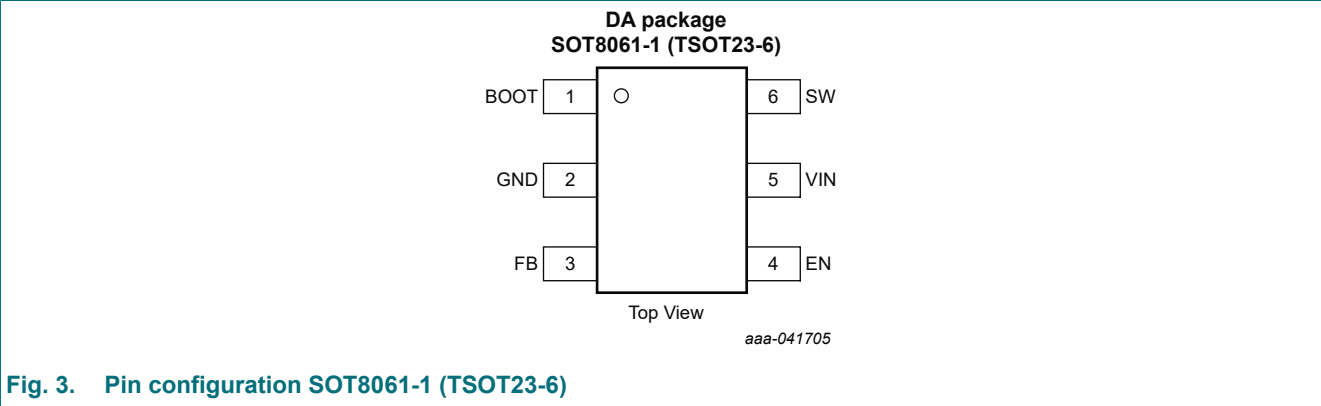 DA package
SOT8061-1 (TSOT23-6)
BOOT 1 6 SW
GND 2 5 VIN
FB 3 4 EN
Top View
aaa-041705
Fig. 3. Pin configuration SOT8061-1 (TSOT23-6)